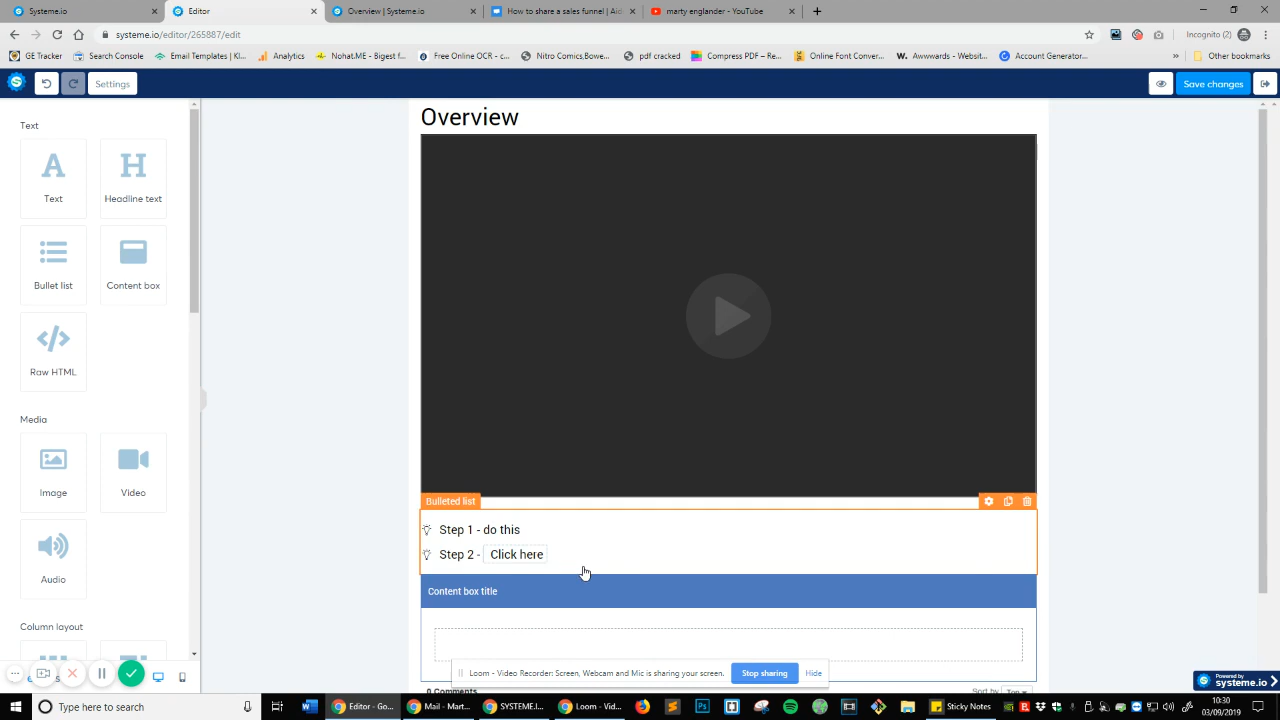 Systeme.io
Editor
Overview | Systeme.io
How to share a sales funnel | Aid
marty englander - YouTube
systeme.io/editor/265887/edit
Incognito (2)
GE Tracker
Search Console
Email Templates | Kl...
Analytics
Nohat.ME - Bigest f...
Free Online OCR - c...
Nitro Comics,Bowe...
pdf cracked
Compress PDF - Re...
Online Font Conver...
Awwwards - Websit...
Account Generator...
Other bookmarks
Settings
Save changes
Text
Text
Headline text
Bullet list
Content box
Raw HTML
Media
Image
Video
Audio
Column layout
Overview
Bulleted list
Step 1 - do this
Step 2 - Click here
Content box title
Loom - Video Recorder: Screen, Webcam and Mic is sharing your screen.
Stop sharing
Hide
0 Comments
Sort by
Top
Powered by
systeme.io
Type here to search
Editor - Go...
Mail - Mart...
SYSTEME.I...
Loom - Vid...
Sticky Notes
10:30
03/09/2019